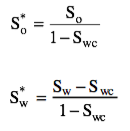 S*o = So / 1 − Swc
S*w = Sw − Swc / 1 − Swc